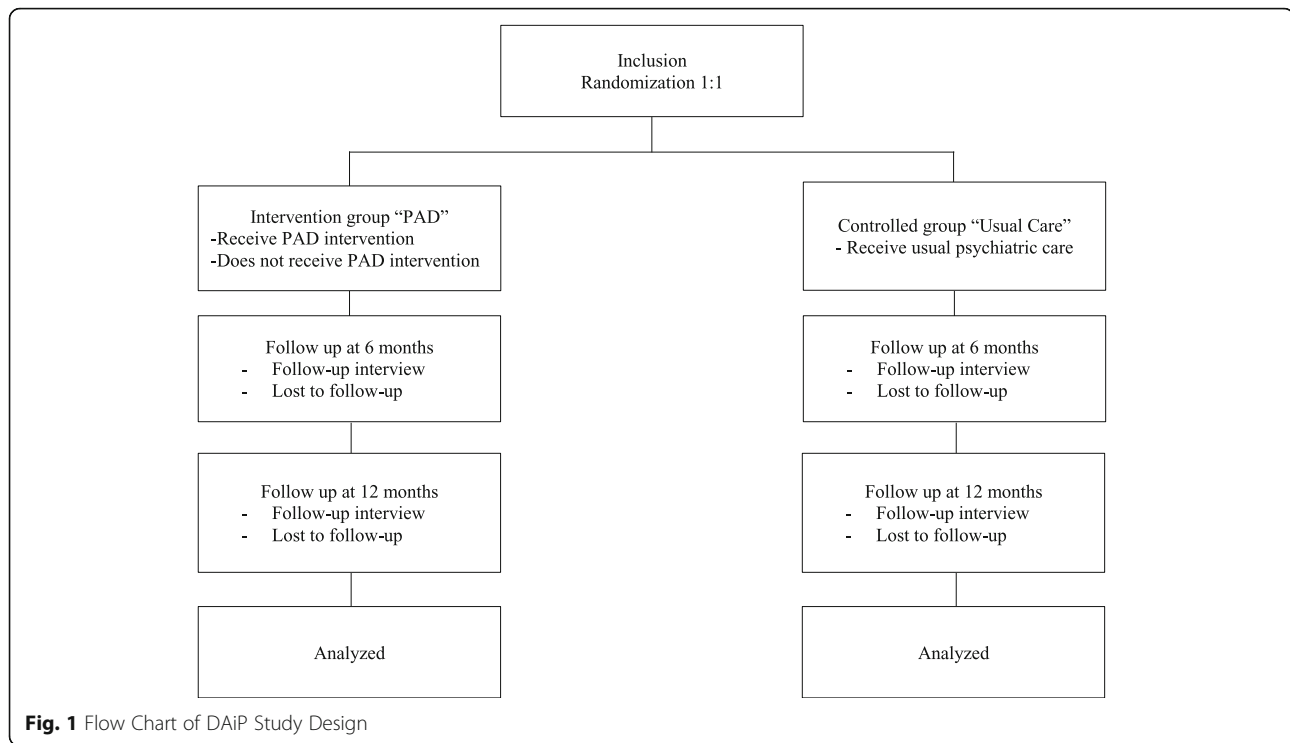 Inclusion
Randomization 1:1
Intervention group “PAD”
-Receive PAD intervention
-Does not receive PAD intervention
Controlled group “Usual Care”
- Receive usual psychiatric care
Follow up at 6 months
- Follow-up interview
- Lost to follow-up
Follow up at 6 months
- Follow-up interview
- Lost to follow-up
Follow up at 12 months
- Follow-up interview
- Lost to follow-up
Follow up at 12 months
- Follow-up interview
- Lost to follow-up
Analyzed
Analyzed
Fig. 1 Flow Chart of DAiP Study Design